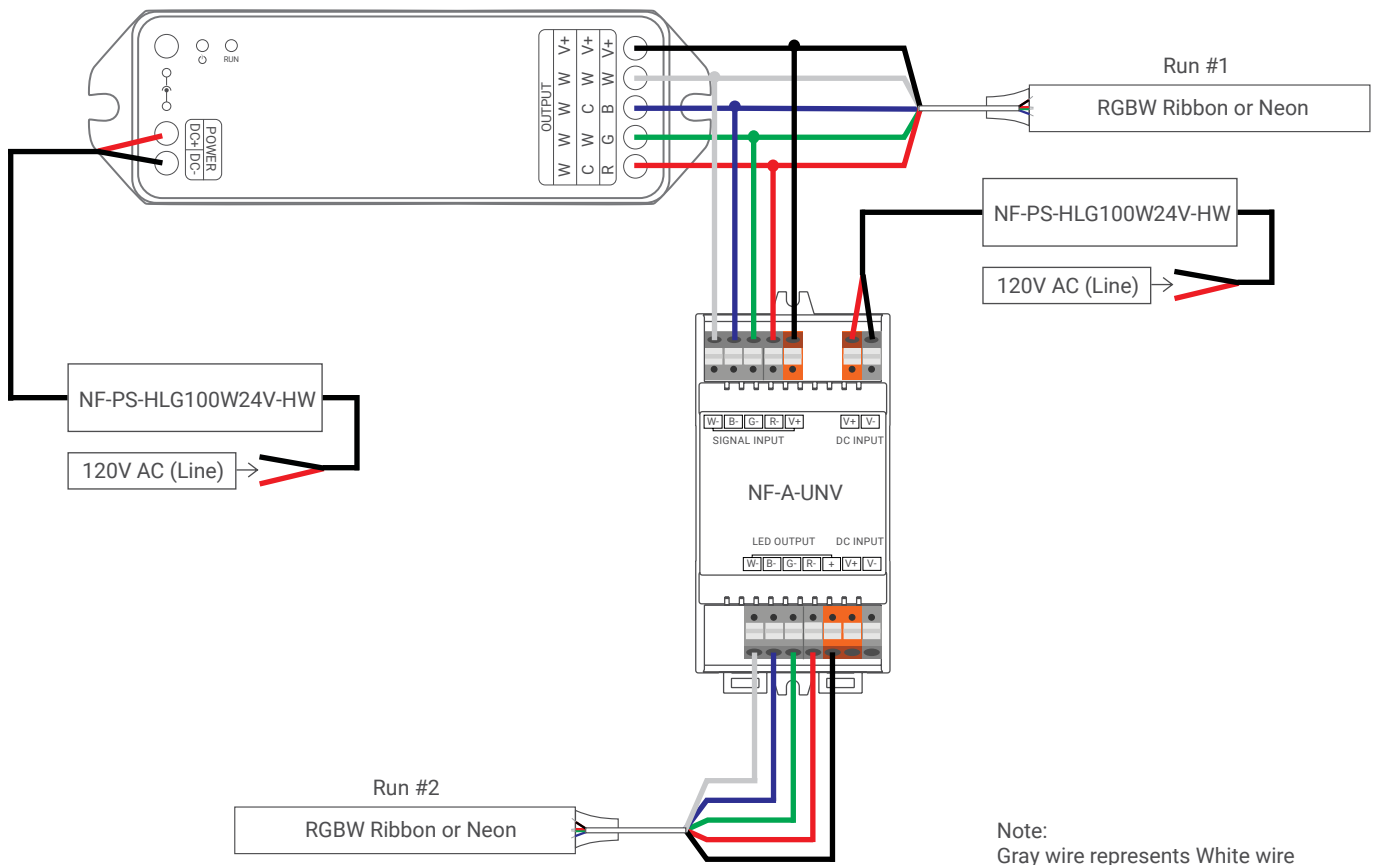 RUN
POWER
DC+ DC-
OUTPUT
W W W V+
W W W V+
C W C W V+
R G B W V+
Run #1
RGBW Ribbon or Neon
NF-PS-HLG100W24V-HW
120V AC (Line)
NF-PS-HLG100W24V-HW
120V AC (Line)
W- B- G- R- V+ V+ V-
SIGNAL INPUT DC INPUT
NF-A-UNV
LED OUTPUT DC INPUT
W- B- G- R- + V+ V-
Run #2
RGBW Ribbon or Neon
Note:
Gray wire represents White wire